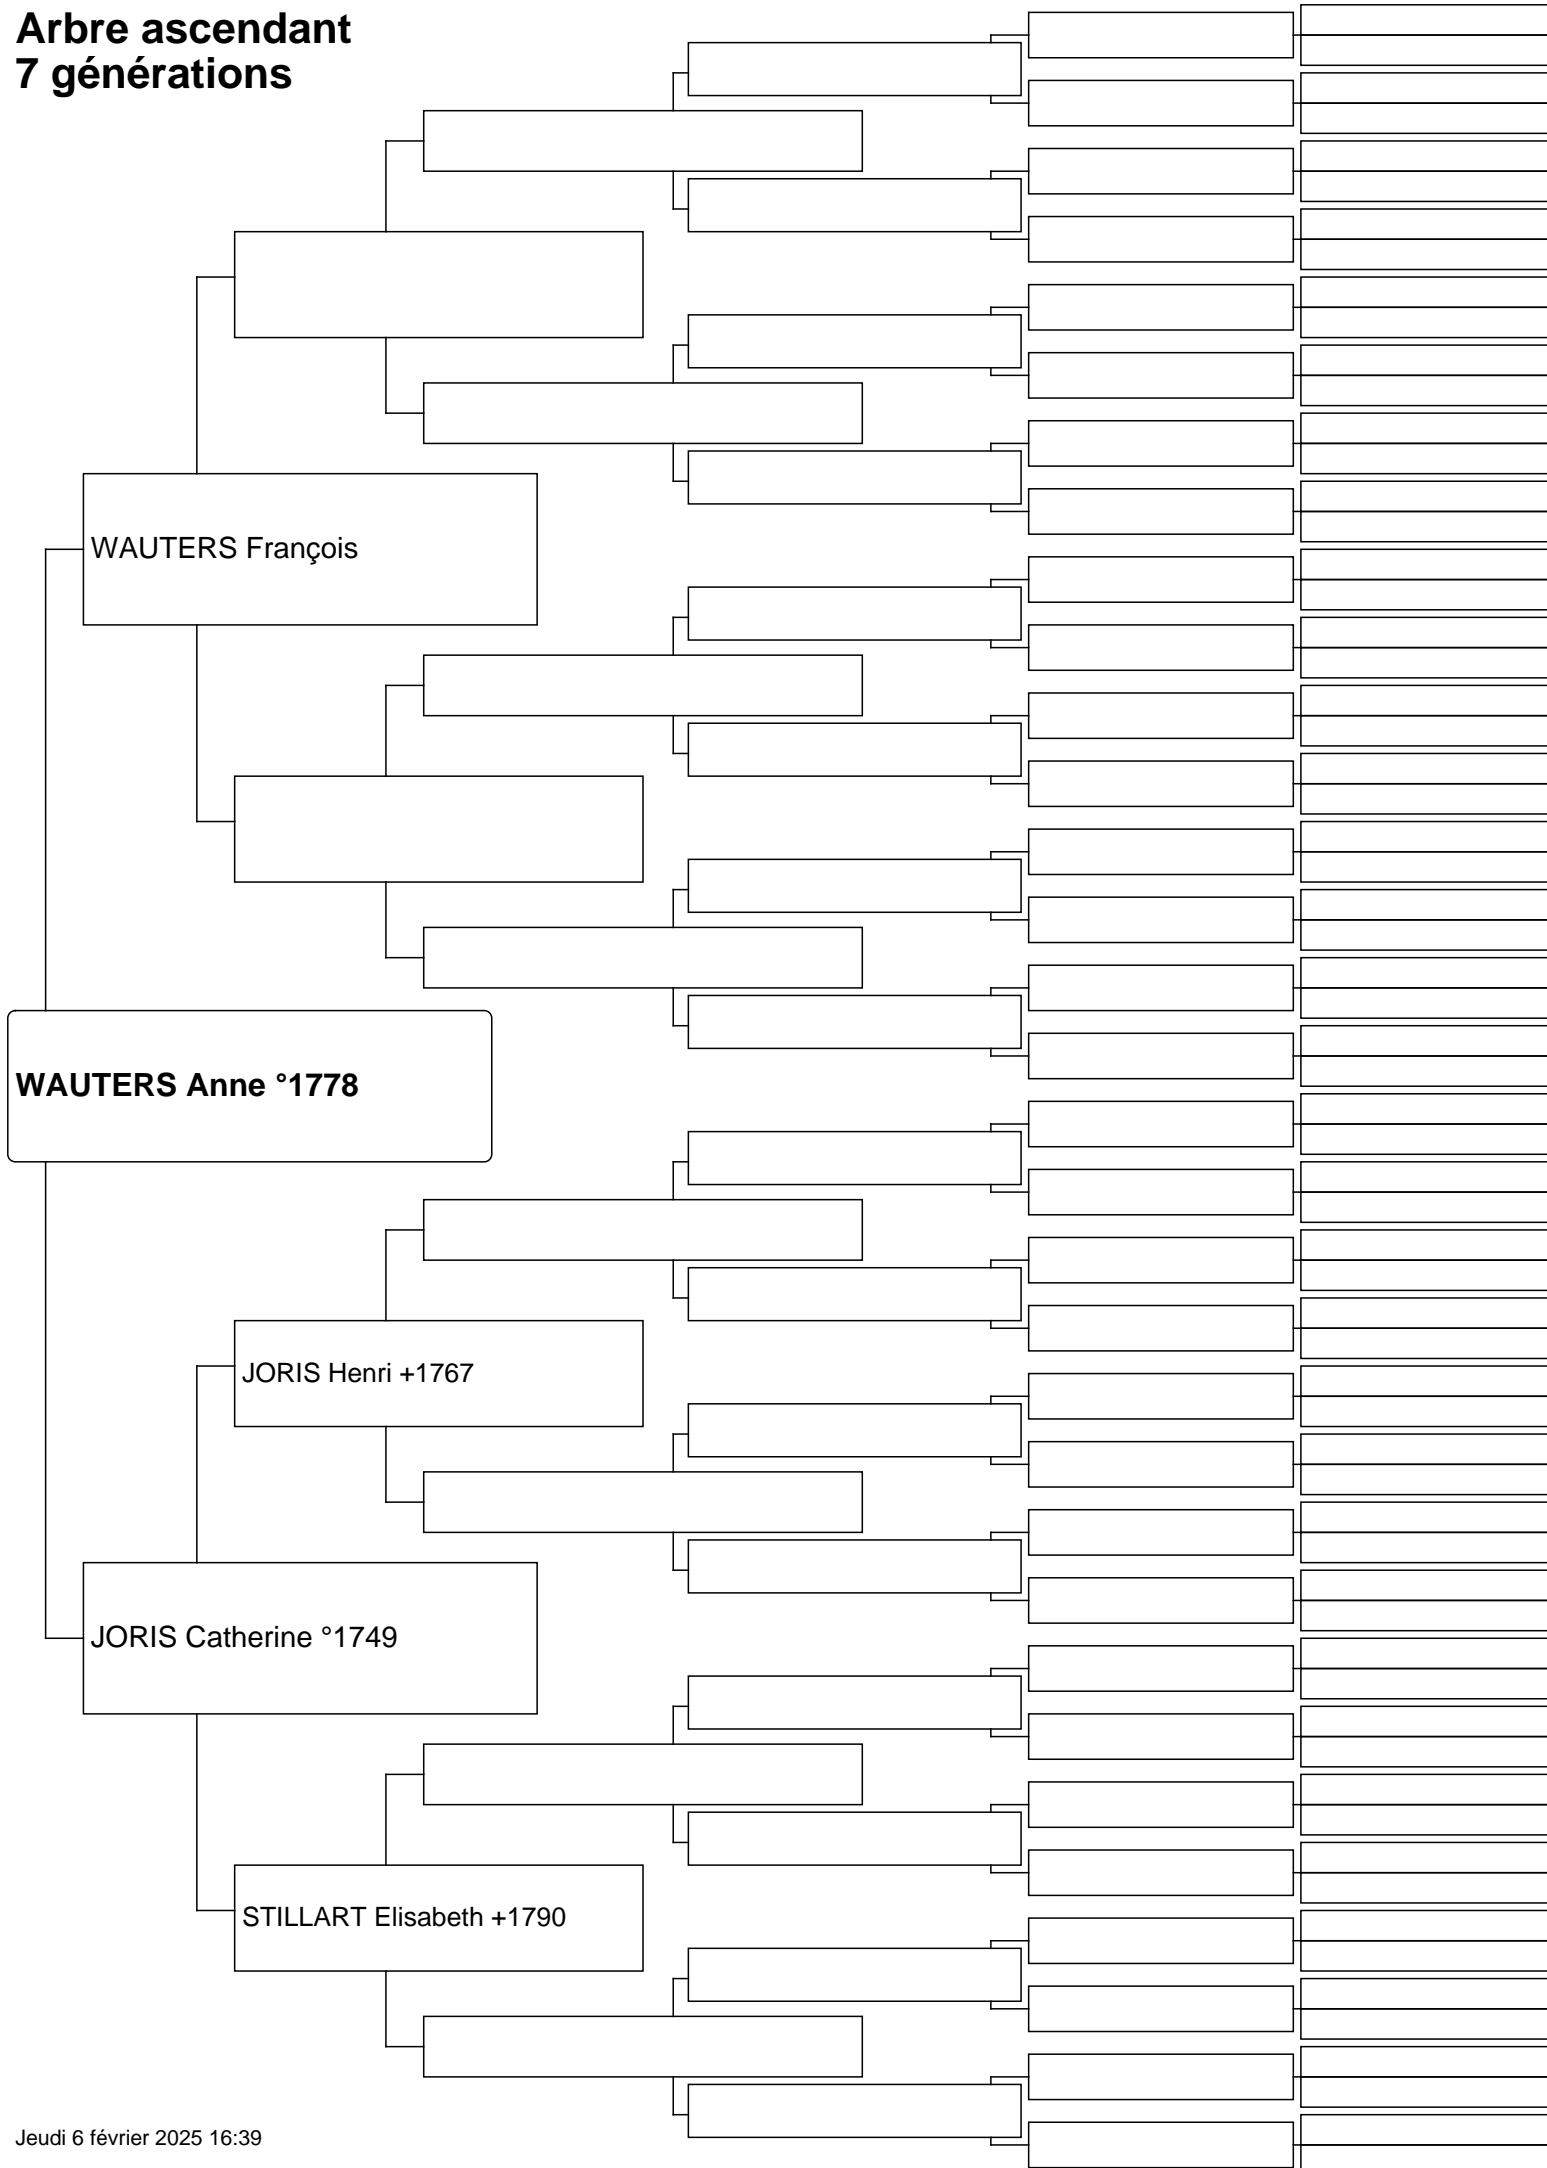 Arbre ascendant
7 générations
WAUTERS François
WAUTERS Anne °1778
JORIS Henri +1767
JORIS Catherine °1749
STILLART Elisabeth +1790
Jeudi 6 février 2025 16:39